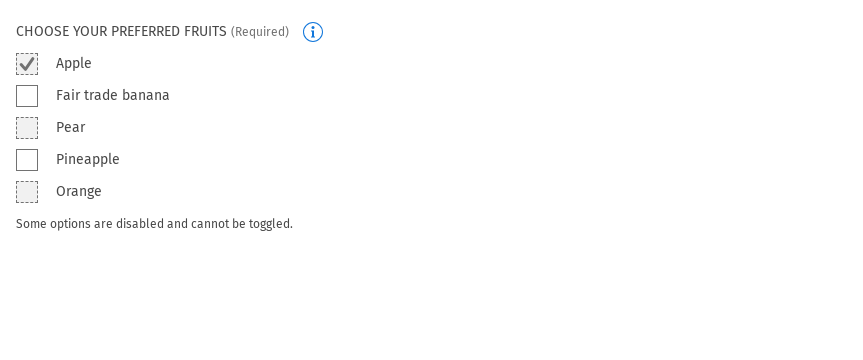 CHOOSE YOUR PREFERRED FRUITS (Required)
Apple
Fair trade banana
Pear
Pineapple
Orange
Some options are disabled and cannot be toggled.